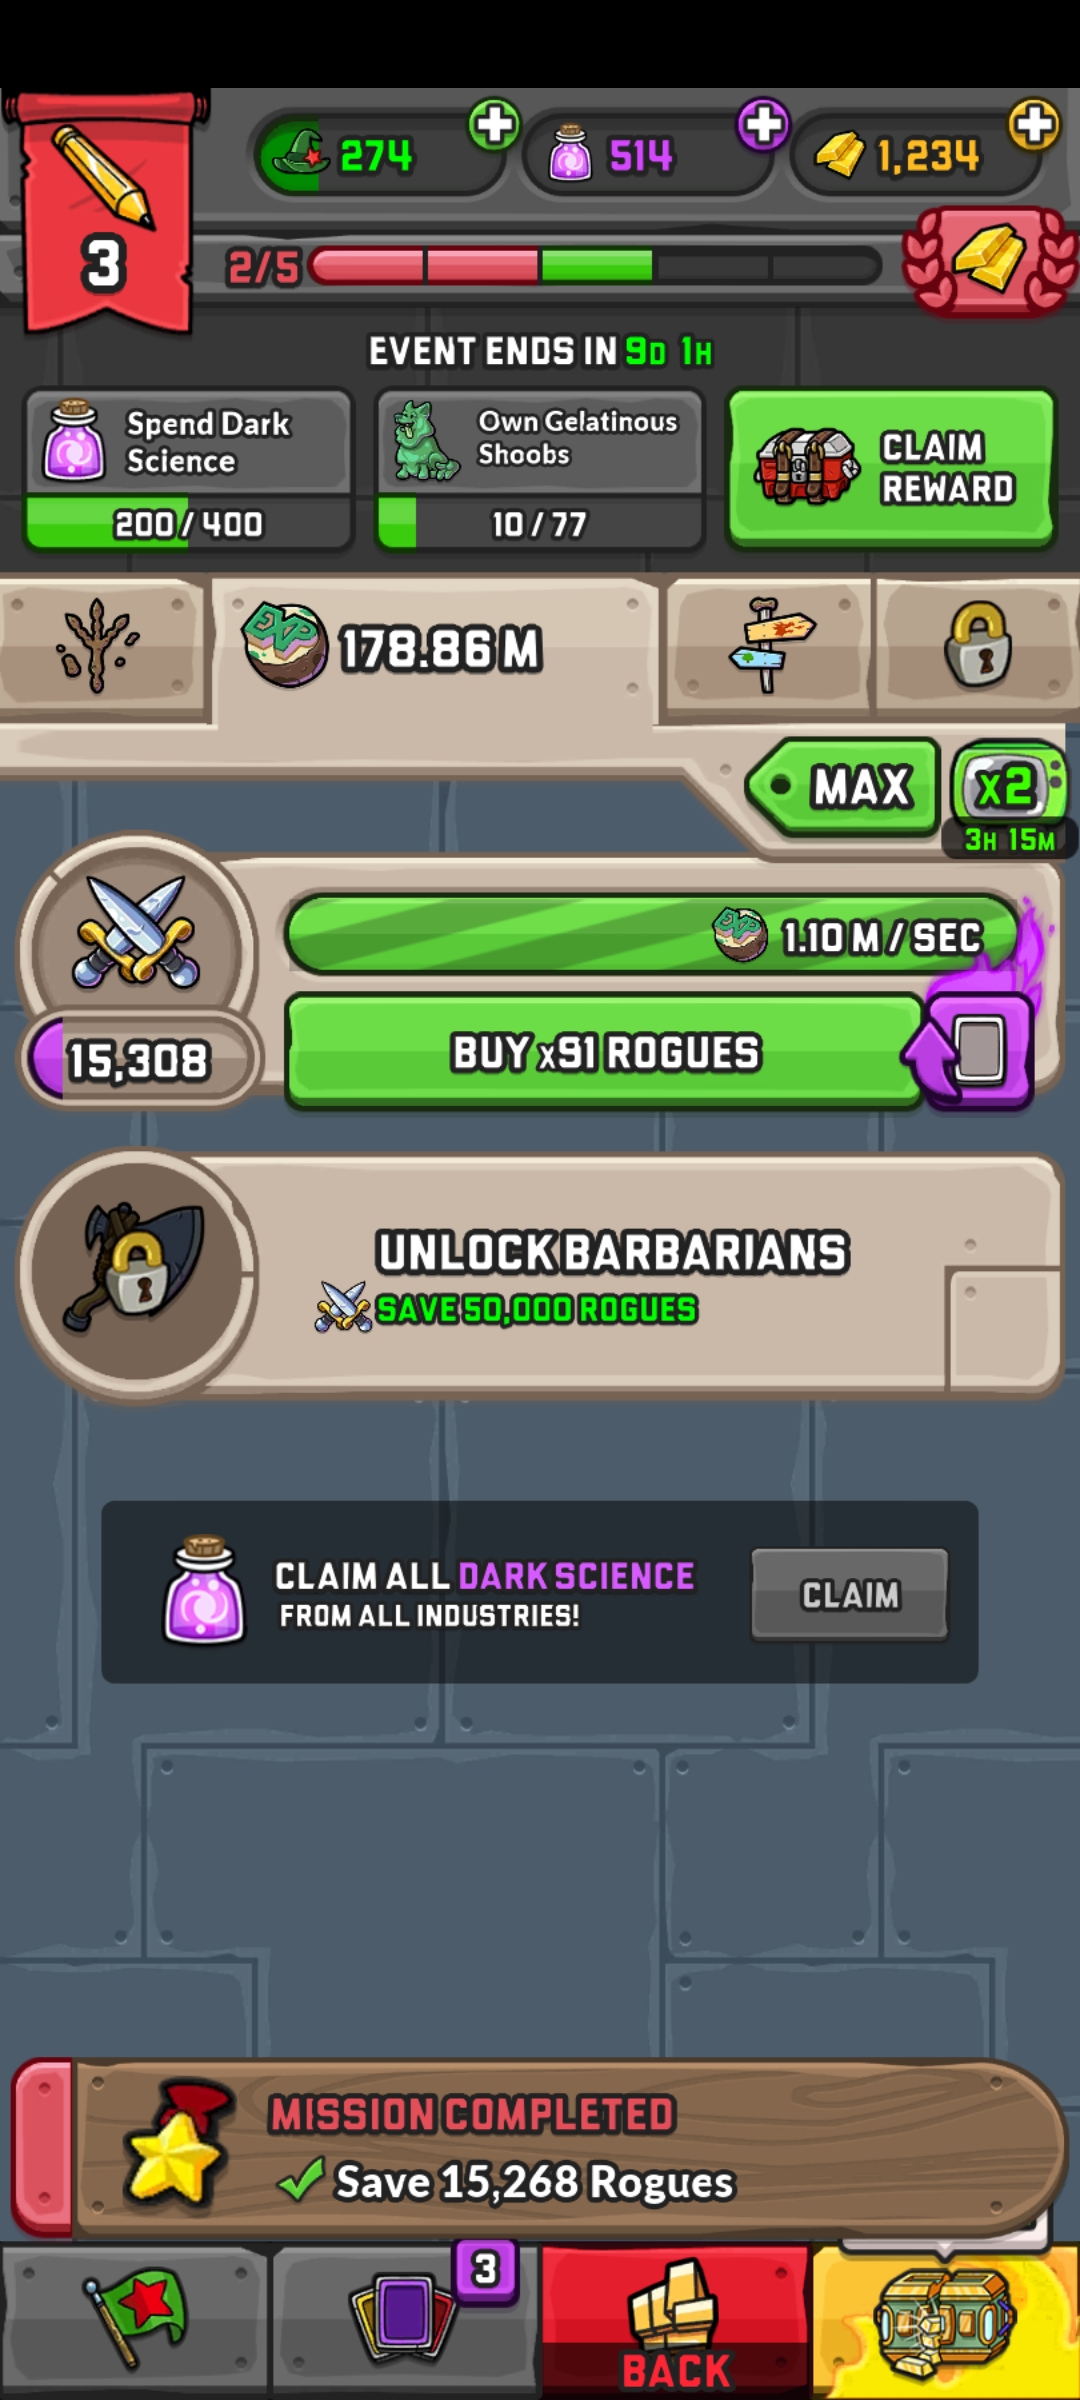 274
514
1,234
3
2/5
EVENT ENDS IN 9D 1H
Spend Dark
Science
200 / 400
Own Gelatinous
Shoobs
10 / 77
CLAIM
REWARD
EXP
178.86 M
MAX
x2
3H 15M
EXP
1.10 M / SEC
15,308
BUY x91 ROGUES
UNLOCK BARBARIANS
SAVE 50,000 ROGUES
CLAIM ALL DARK SCIENCE
FROM ALL INDUSTRIES!
CLAIM
MISSION COMPLETED
Save 15,268 Rogues
3
BACK